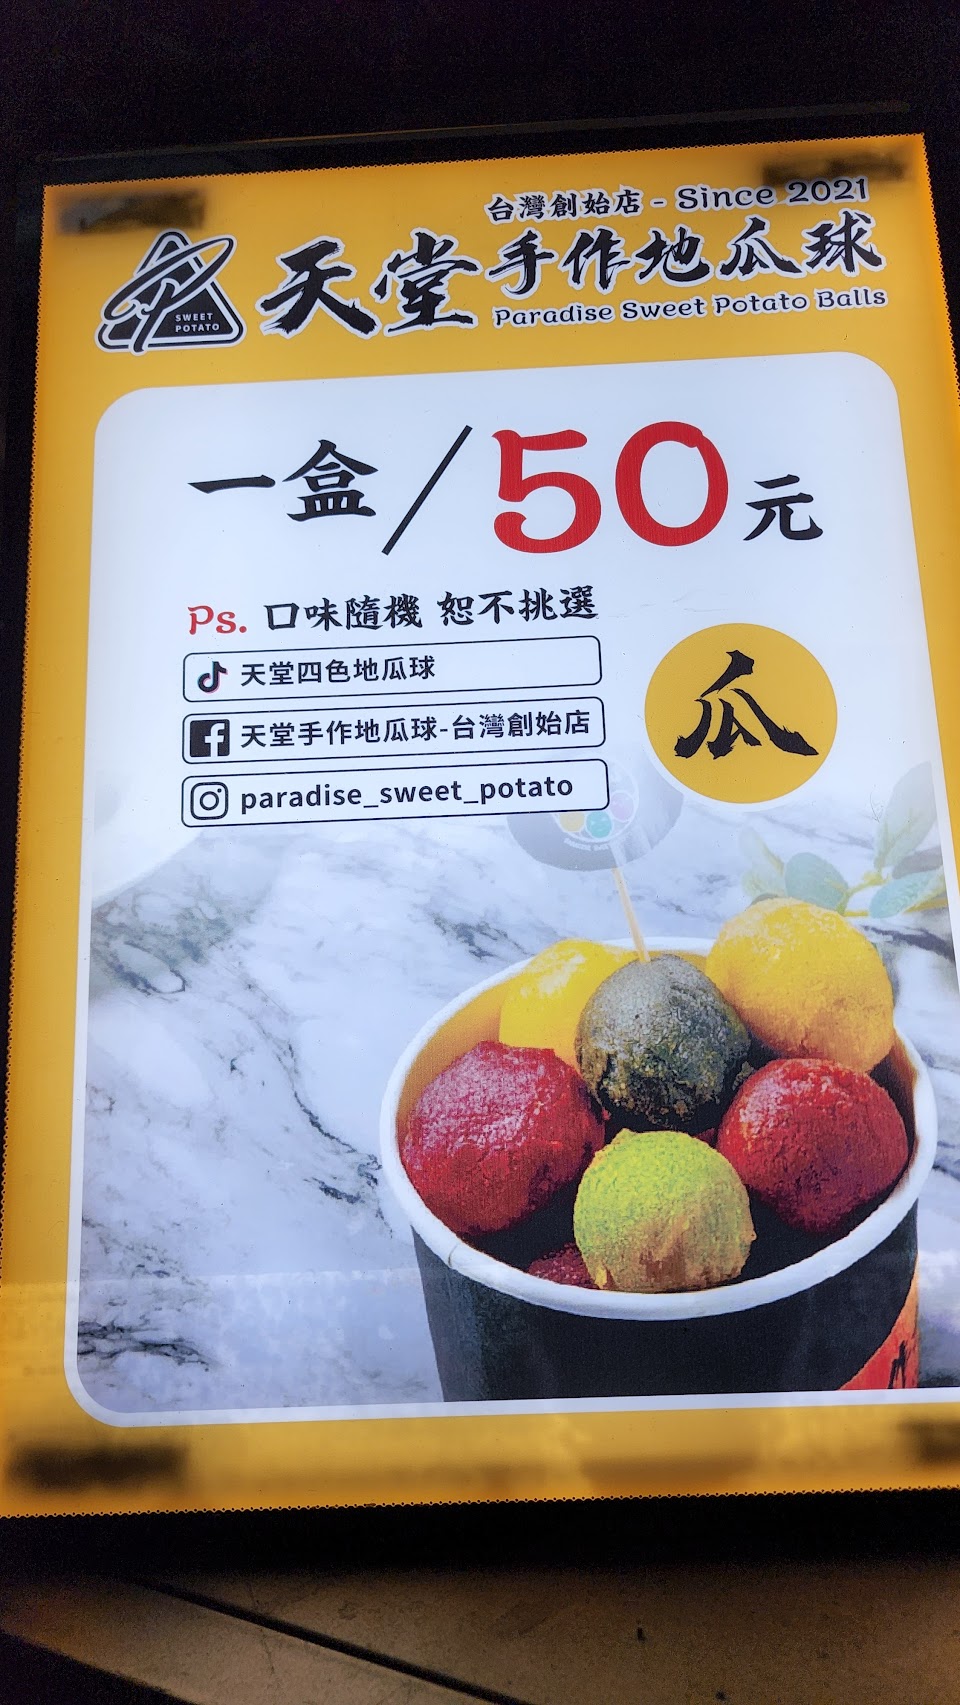 台灣創始店 - Since 2021
天堂手作地瓜球
Paradise Sweet Potato Balls
SWEET
POTATO
一盒/50元
Ps. 口味隨機 恕不挑選
天堂四色地瓜球
天堂手作地瓜球-台灣創始店
paradise_sweet_potato
瓜